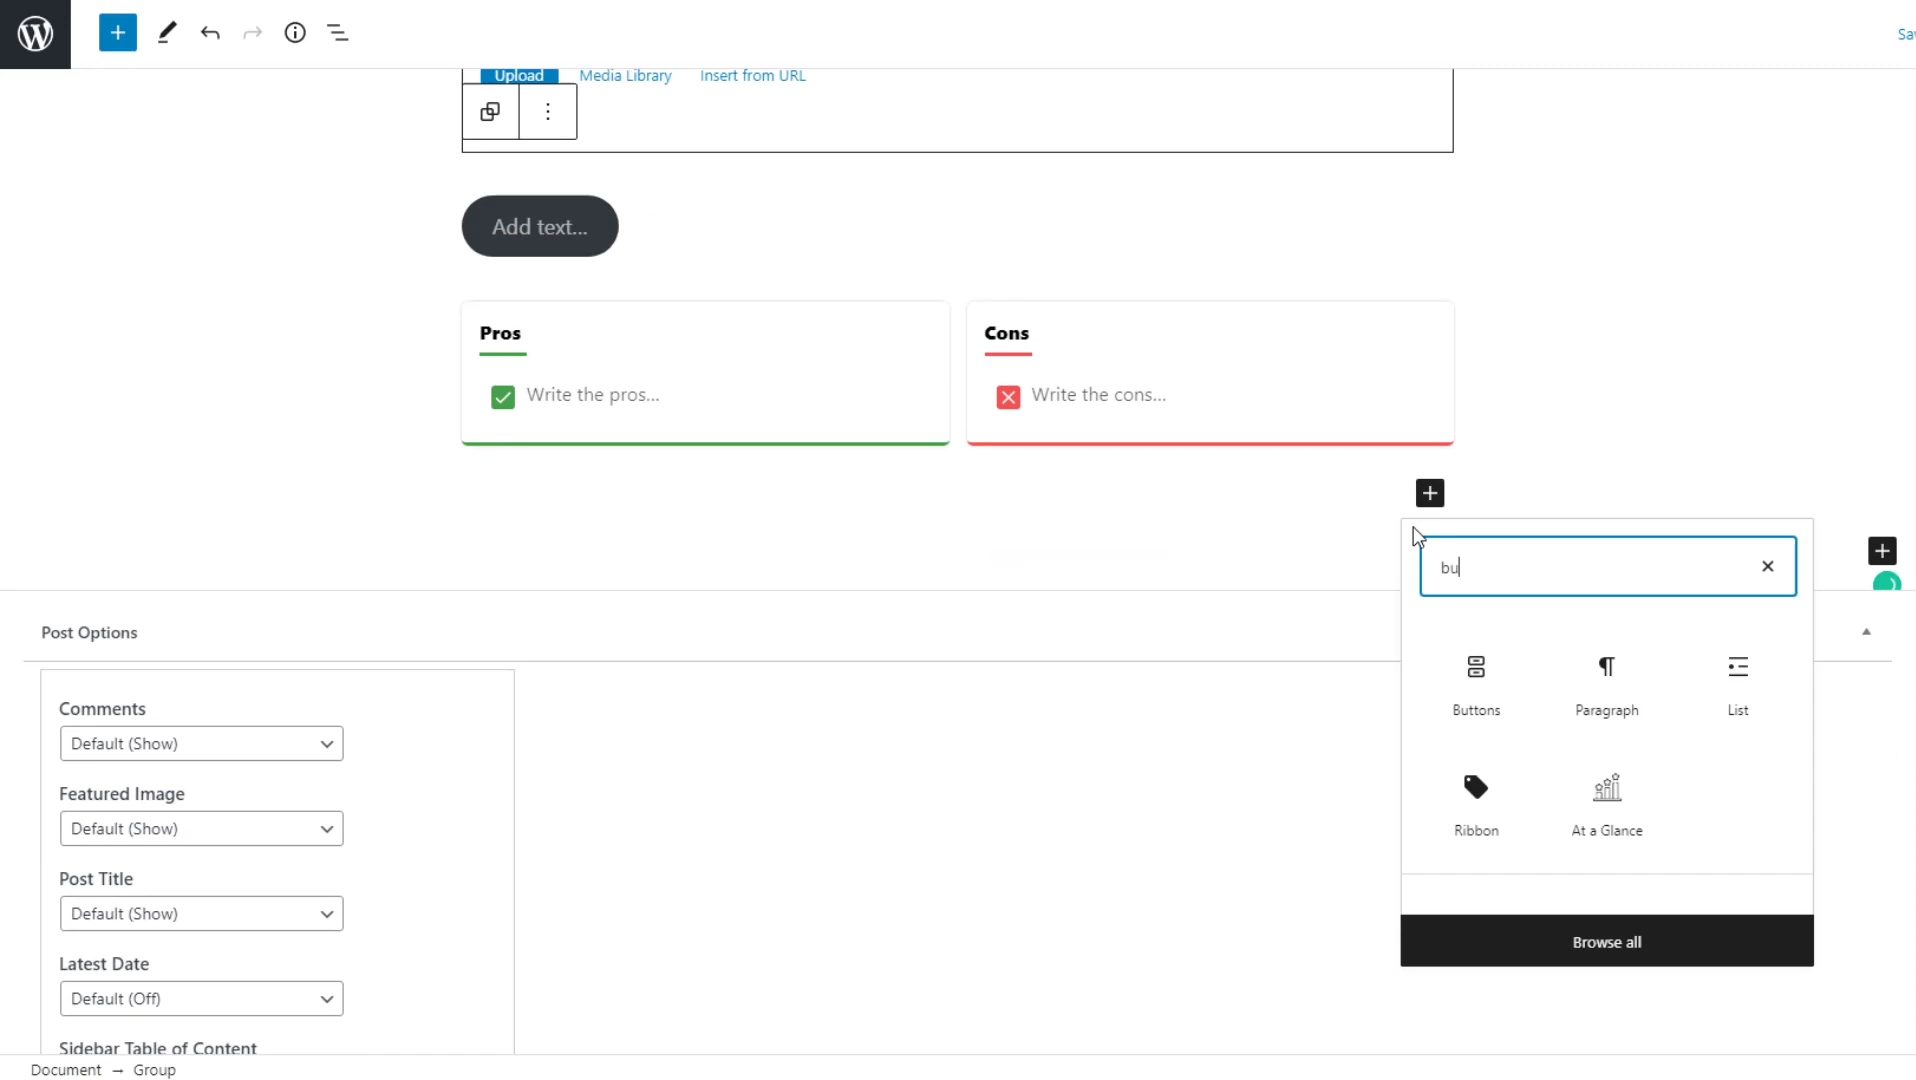 Sav
Upload Media Library Insert from URL
Add text...
Pros
Write the pros...
Cons
Write the cons...
bu
Buttons Paragraph List
Ribbon At a Glance
Browse all
Post Options
Comments
Default (Show)
Featured Image
Default (Show)
Post Title
Default (Show)
Latest Date
Default (Off)
Sidebar Table of Content
Document → Group